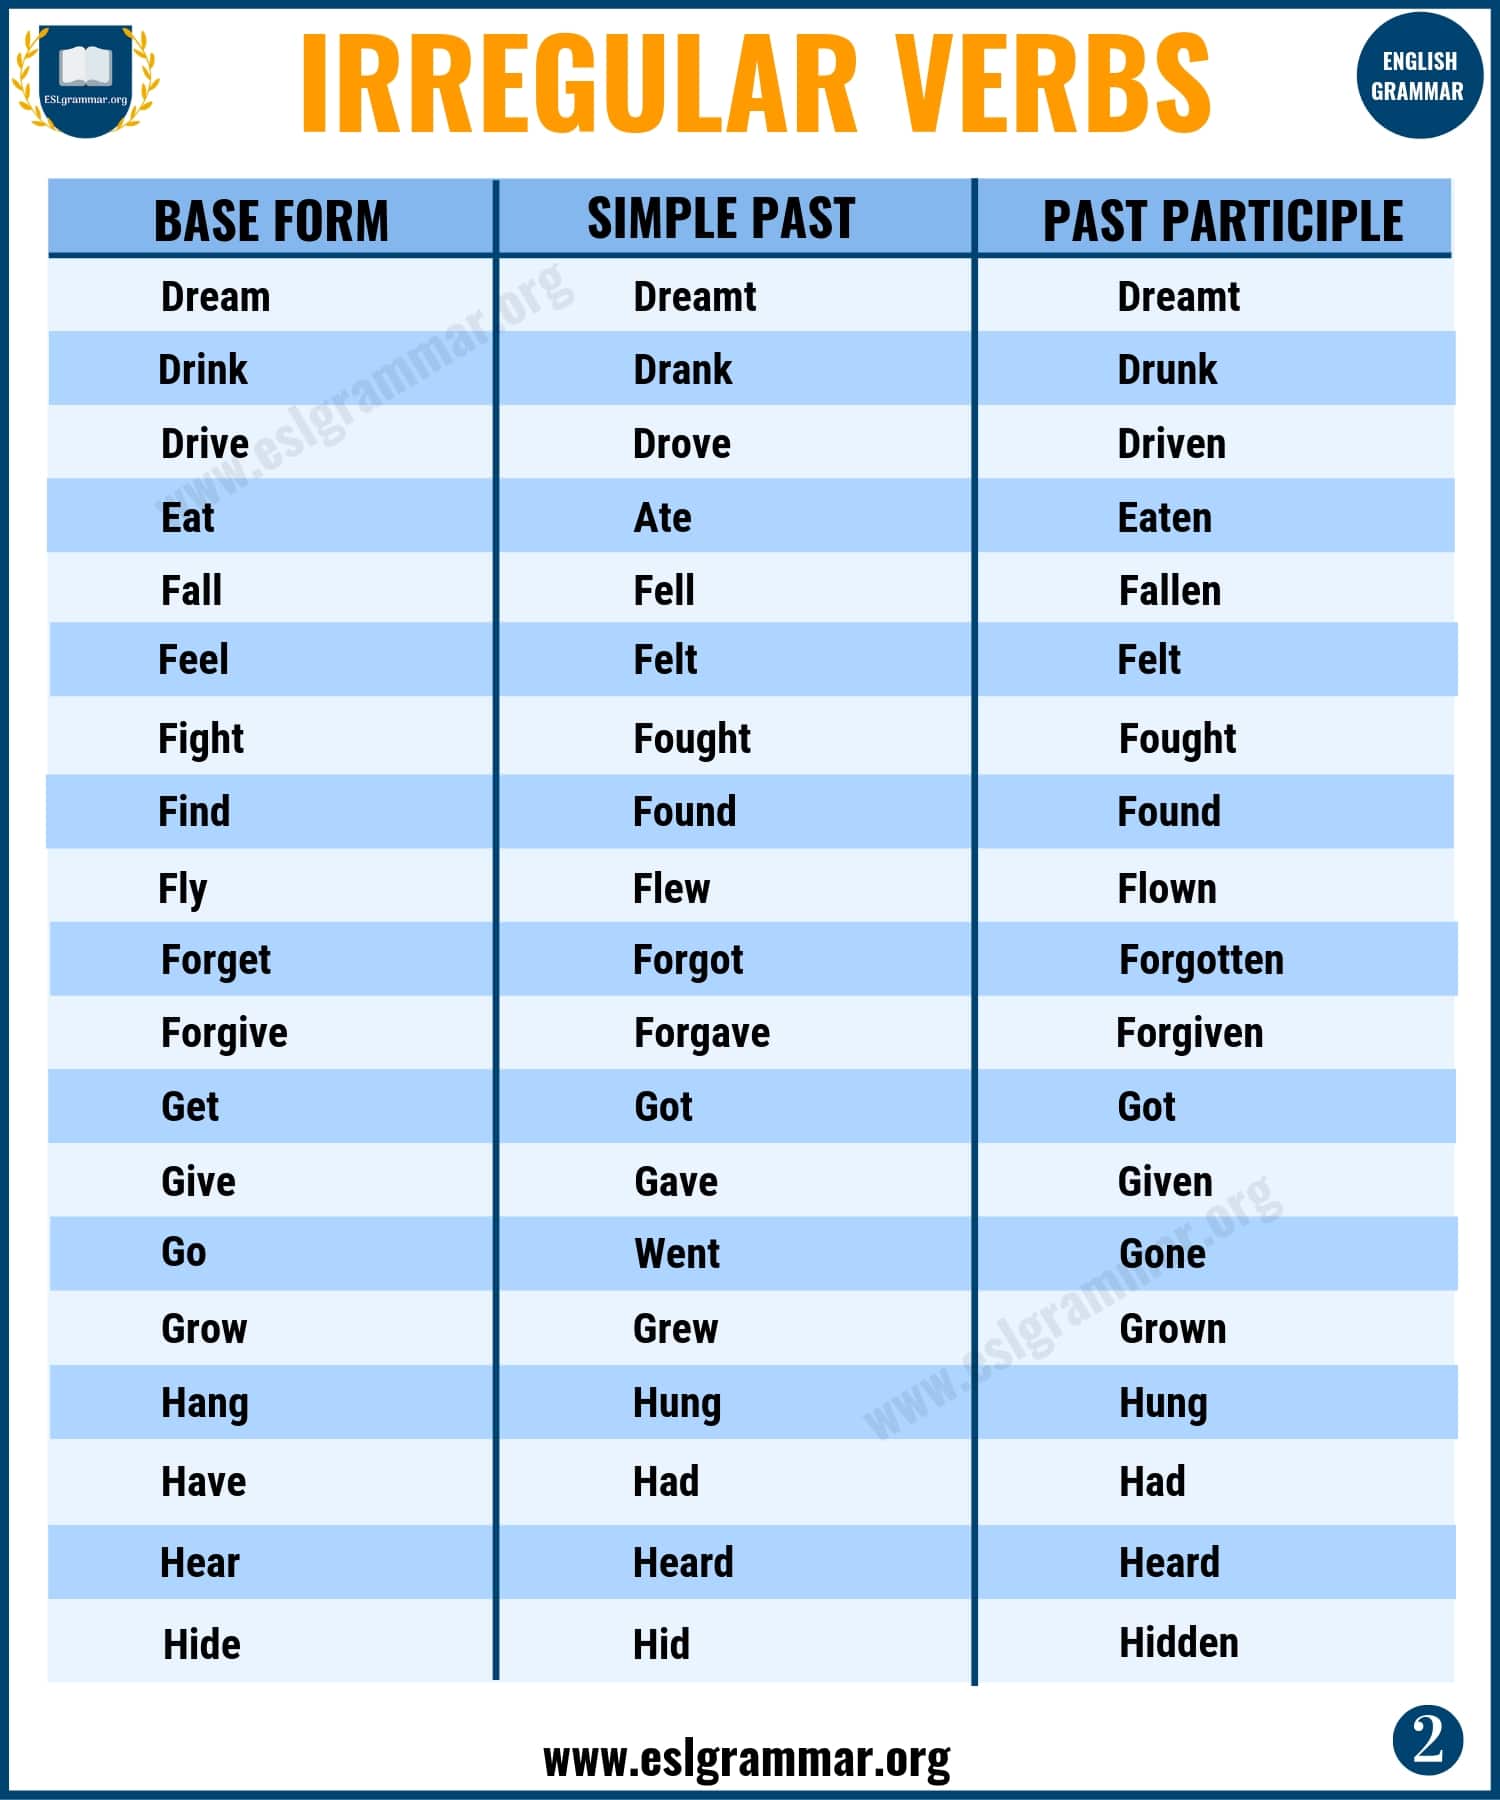 ESLgrammar.org
IRREGULAR VERBS
ENGLISH
GRAMMAR
BASE FORM SIMPLE PAST PAST PARTICIPLE
Dream Dreamt Dreamt
Drink Drank Drunk
Drive Drove Driven
Eat Ate Eaten
Fall Fell Fallen
Feel Felt Felt
Fight Fought Fought
Find Found Found
Fly Flew Flown
Forget Forgot Forgotten
Forgive Forgave Forgiven
Get Got Got
Give Gave Given
Go Went Gone
Grow Grew Grown
Hang Hung Hung
Have Had Had
Hear Heard Heard
Hide Hid Hidden
www.eslgrammar.org
www.eslgrammar.org
www.eslgrammar.org
2